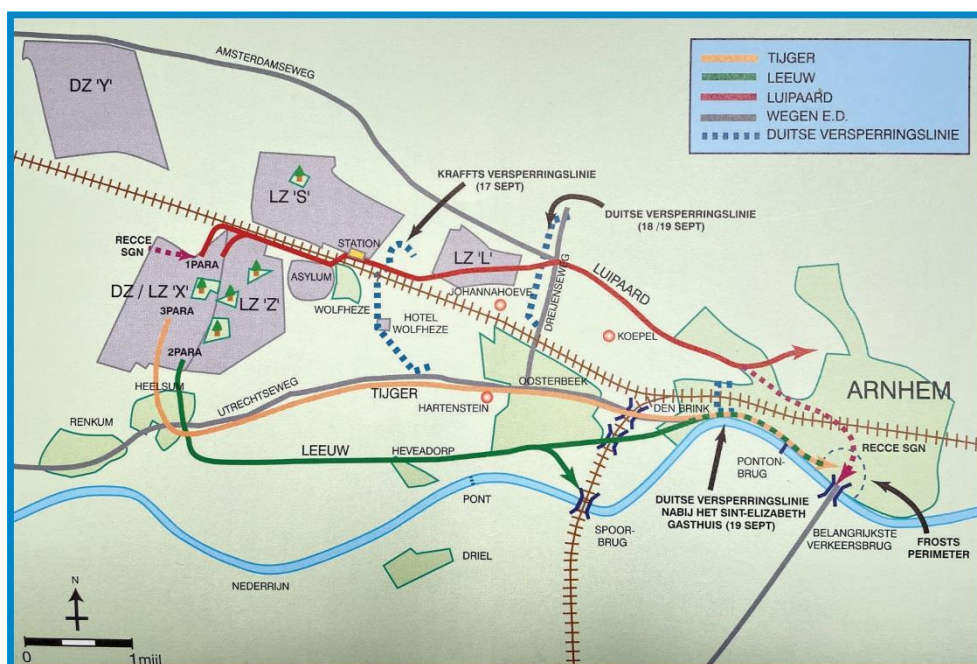 AMSTERDAMSEWEG
DZ 'Y'
TIJGER
LEEUW
LUIPAARD
WEGEN E.D.
DUITSE VERSPERRINGSLINIE
LZ 'S'
KRAFFTS VERSPERRINGSLINIE
(17 SEPT)
DUITSE VERSPERRINGSLINIE
(18 /19 SEPT)
RECCE
SGN
1PARA
STATION
LZ 'L'
LUIPAARD
ASYLUM
DZ / LZ 'X'
LZ 'Z'
WOLFHEZE
JOHANNAHOEVE
DREIJENSEWEG
3PARA
HOTEL
WOLFHEZE
KOEPEL
2PARA
HEELSUM
UTRECHTSEWEG
TIJGER
OOSTERBEEK
ARNHEM
HARTENSTEIN
DEN BRINK
RENKUM
LEEUW
HEVEADORP
RECCE SGN
PONTON-
BRUG
PONT
SPOOR-
BRUG
DUITSE VERSPERRINGSLINIE
NABIJ HET SINT-ELIZABETH
GASTHUIS (19 SEPT)
BELANGRIJKSTE
VERKEERSBRUG
FROSTS
PERIMETER
DRIEL
NEDERRIJN
N
0 1mijl